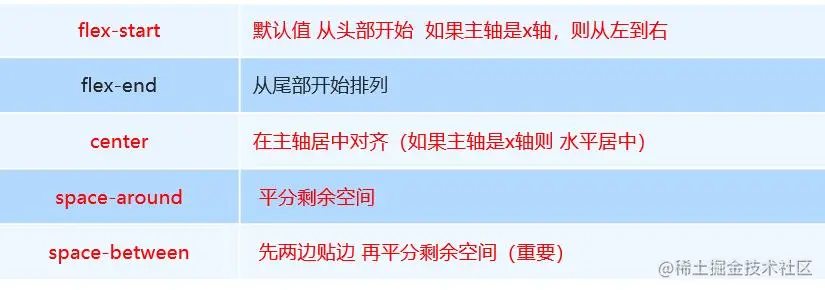 flex-start 默认值 从头部开始 如果主轴是x轴，则从左到右
flex-end 从尾部开始排列
center 在主轴居中对齐（如果主轴是x轴则 水平居中）
space-around 平分剩余空间
space-between 先两边贴边 再平分剩余空间（重要）
@稀土掘金技术社区